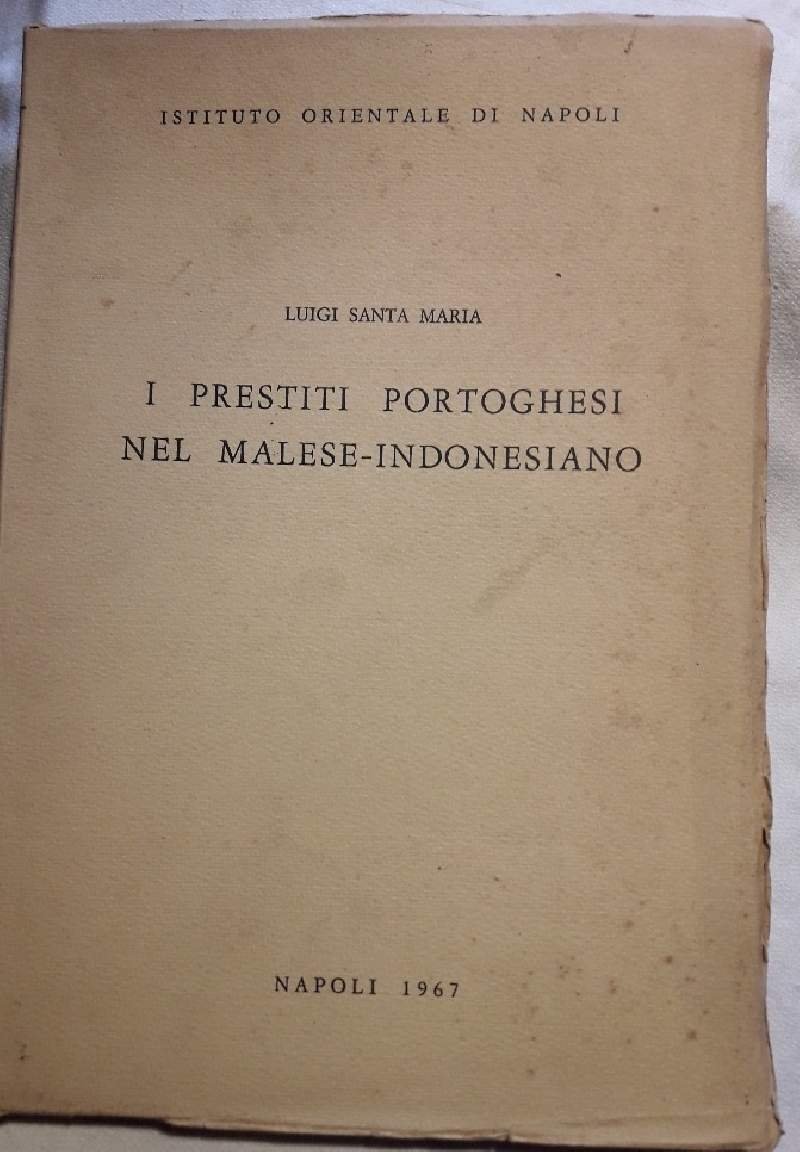 ISTITUTO ORIENTALE DI NAPOLI
LUIGI SANTA MARIA
I PRESTITI PORTOGHESI
NEL MALESE-INDONESIANO
NAPOLI 1967